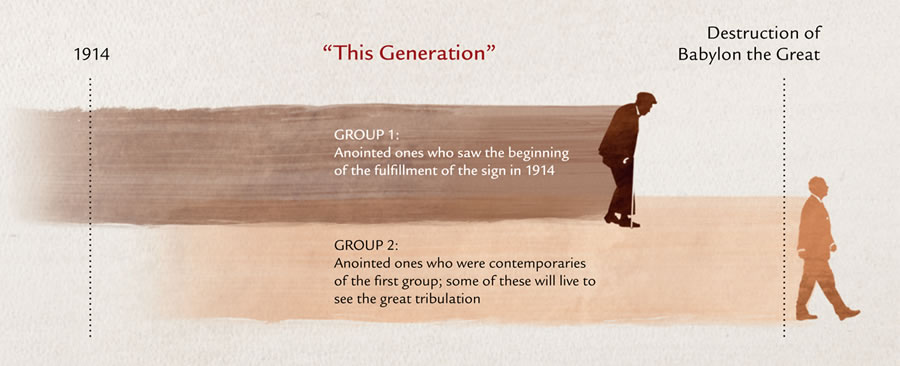 1914
“This Generation”
Destruction of
Babylon the Great
GROUP 1:
Anointed ones who saw the beginning
of the fulfillment of the sign in 1914
GROUP 2:
Anointed ones who were contemporaries
of the first group; some of these will live to
see the great tribulation